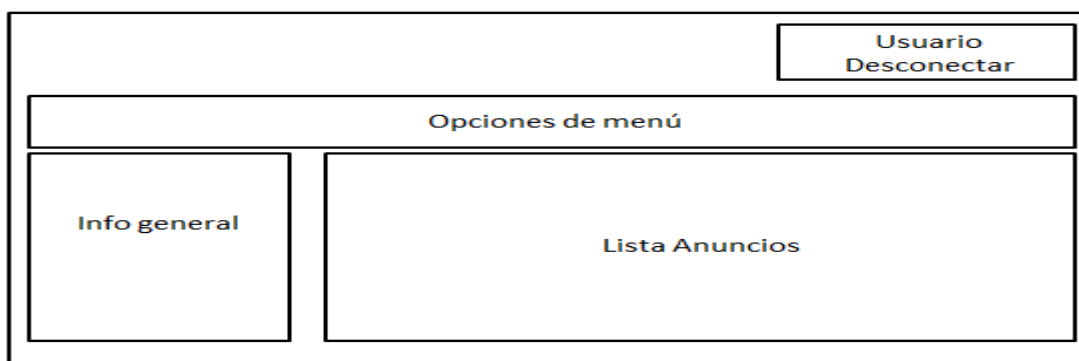 Usuario
Desconectar
Opciones de menú
Info general
Lista Anuncios